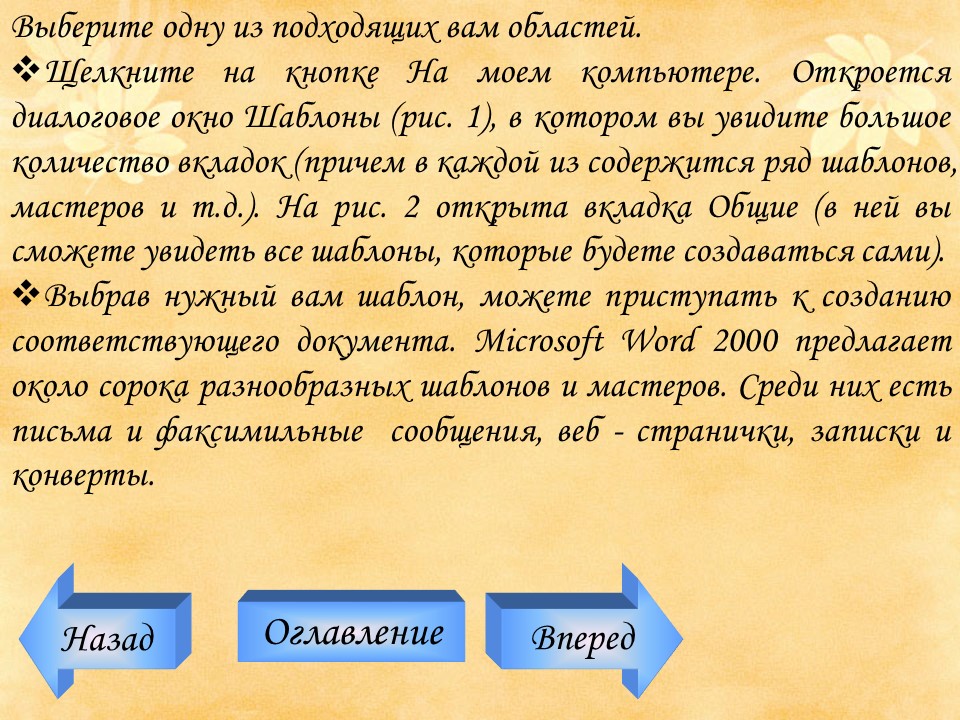 Выберите одну из подходящих вам областей.
❖Щелкните на кнопке На моем компьютере. Откроется
диалоговое окно Шаблоны (рис. 1), в котором вы увидите большое
количество вкладок (причем в каждой из содержится ряд шаблонов,
мастеров и т.д.). На рис. 2 открыта вкладка Общие (в ней вы
сможете увидеть все шаблоны, которые будете создаваться сами).
❖Выбрав нужный вам шаблон, можете приступать к созданию
соответствующего документа. Microsoft Word 2000 предлагает
около сорока разнообразных шаблонов и мастеров. Среди них есть
письма и факсимильные сообщения, веб - странички, записки и
конверты.
Назад
Оглавление
Вперед